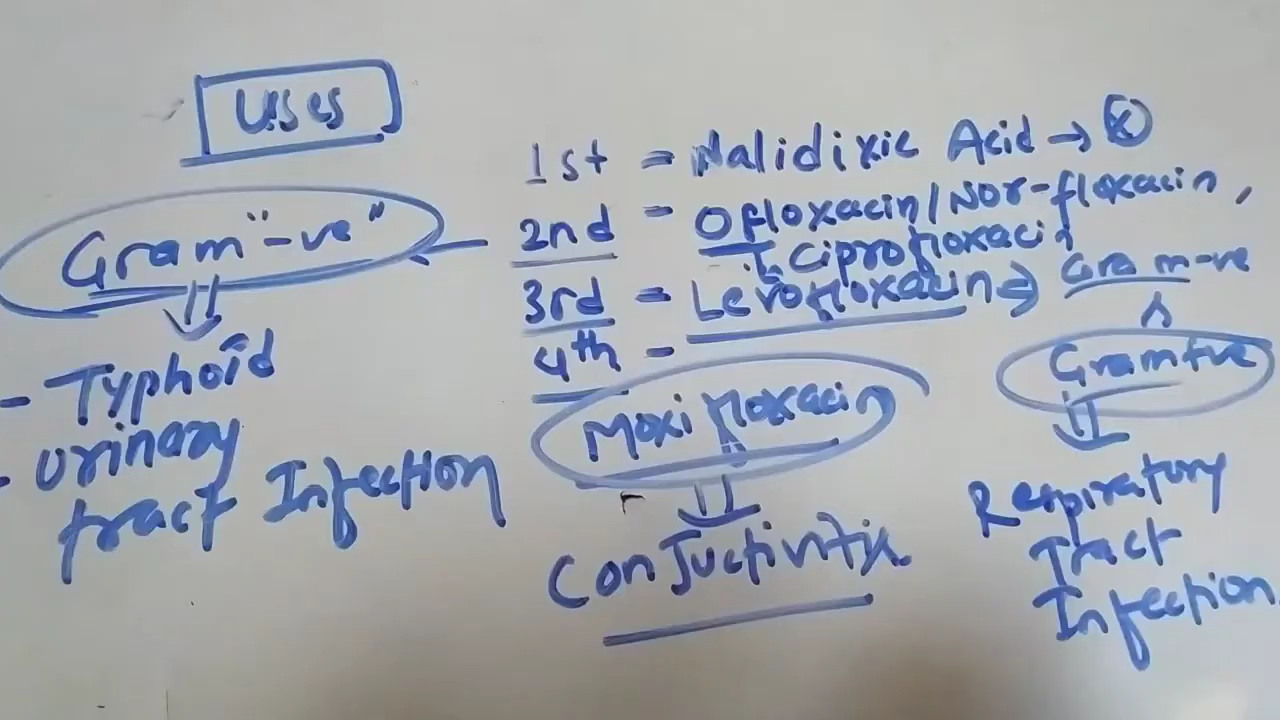 Uses
Gram "-ve"
- Typhoid
- Urinary
tract Infection
1st = Nalidixic Acid → x
2nd = Ofloxacin/Nor-floxacin,
Ciprofloxacin
3rd = Levofloxacin ⇒ Gram-ve
4th -
Moxifloxacin
Conjuctivitix
Gram+ve
Respiratory
Tract
Infection